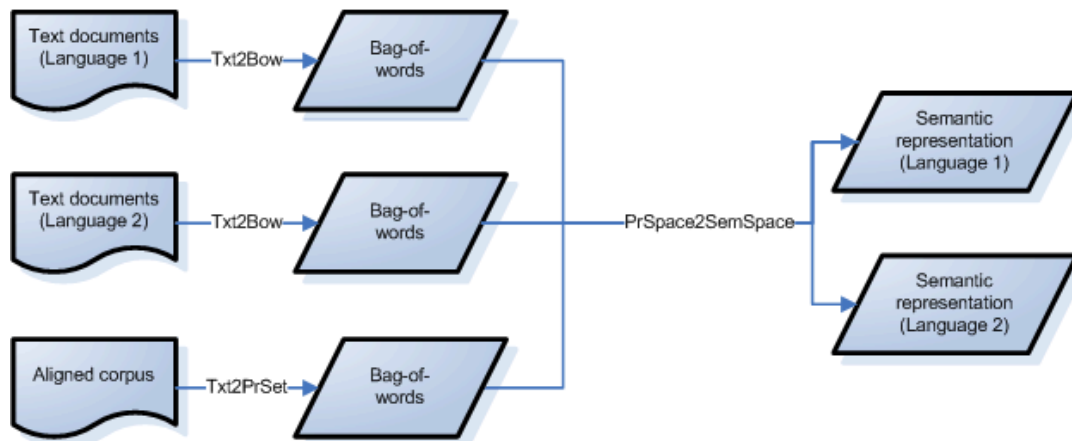 Text documents
(Language 1)
Txt2Bow
Bag-of-
words
Semantic
representation
(Language 1)
Text documents
(Language 2)
Txt2Bow
Bag-of-
words
PrSpace2SemSpace
Semantic
representation
(Language 2)
Aligned corpus
Txt2PrSet
Bag-of-
words